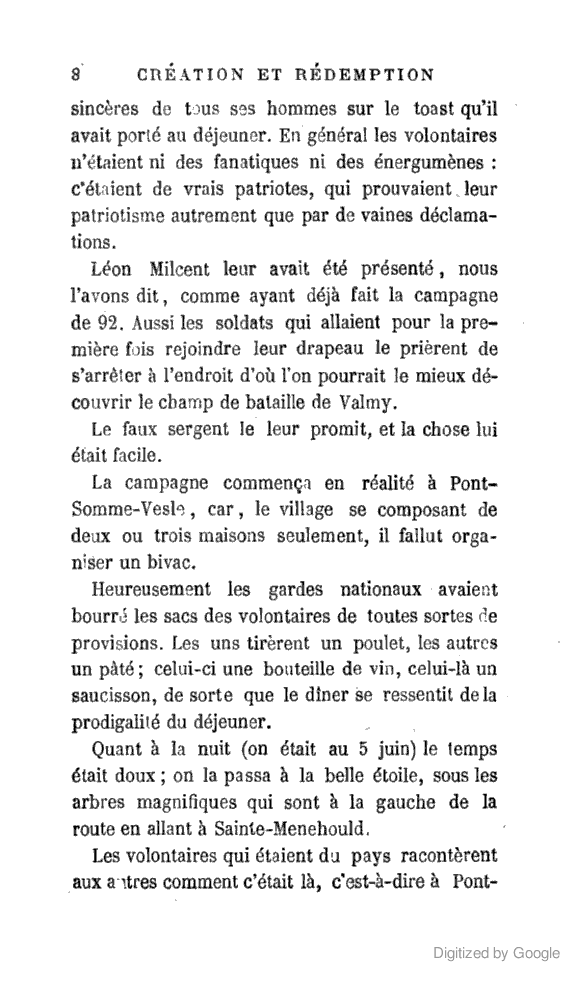 8 CRÉATION ET RÉDEMPTION
sincères de tous ses hommes sur le toast qu'il
avait porté au déjeuner. En général les volontaires
n'étaient ni des fanatiques ni des énergumènes :
c'étaient de vrais patriotes, qui prouvaient leur
patriotisme autrement que par de vaines déclama-
tions.
Léon Milcent leur avait été présenté, nous
l'avons dit, comme ayant déjà fait la campagne
de 92. Aussi les soldats qui allaient pour la pre-
mière fois rejoindre leur drapeau le prièrent de
s'arrêter à l'endroit d'où l'on pourrait le mieux dé-
couvrir le champ de bataille de Valmy.
Le faux sergent le leur promit, et la chose lui
était facile.
La campagne commença en réalité à Pont-
Somme-Vesle, car, le village se composant de
deux ou trois maisons seulement, il fallut orga-
niser un bivac.
Heureusement les gardes nationaux avaient
bourré les sacs des volontaires de toutes sortes de
provisions. Les uns tirèrent un poulet, les autres
un pâté ; celui-ci une bouteille de vin, celui-là un
saucisson, de sorte que le dîner se ressentit de la
prodigalité du déjeuner.
Quant à la nuit (on était au 5 juin) le temps
était doux ; on la passa à la belle étoile, sous les
arbres magnifiques qui sont à la gauche de la
route en allant à Sainte-Menehould.
Les volontaires qui étaient du pays racontèrent
aux autres comment c'était là, c'est-à-dire à Pont-
Digitized by Google